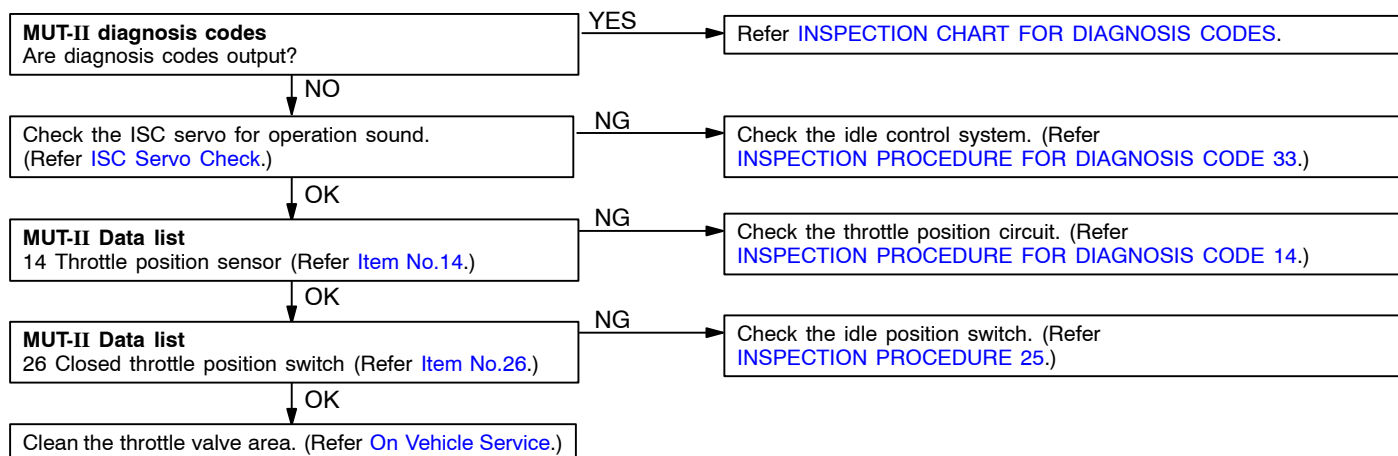 MUT-II diagnosis codes
Are diagnosis codes output?
YES
Refer INSPECTION CHART FOR DIAGNOSIS CODES.
NO
Check the ISC servo for operation sound.
(Refer ISC Servo Check.)
NG
Check the idle control system. (Refer
INSPECTION PROCEDURE FOR DIAGNOSIS CODE 33.)
OK
MUT-II Data list
14 Throttle position sensor (Refer Item No.14.)
NG
Check the throttle position circuit. (Refer
INSPECTION PROCEDURE FOR DIAGNOSIS CODE 14.)
OK
MUT-II Data list
26 Closed throttle position switch (Refer Item No.26.)
NG
Check the idle position switch. (Refer
INSPECTION PROCEDURE 25.)
OK
Clean the throttle valve area. (Refer On Vehicle Service.)